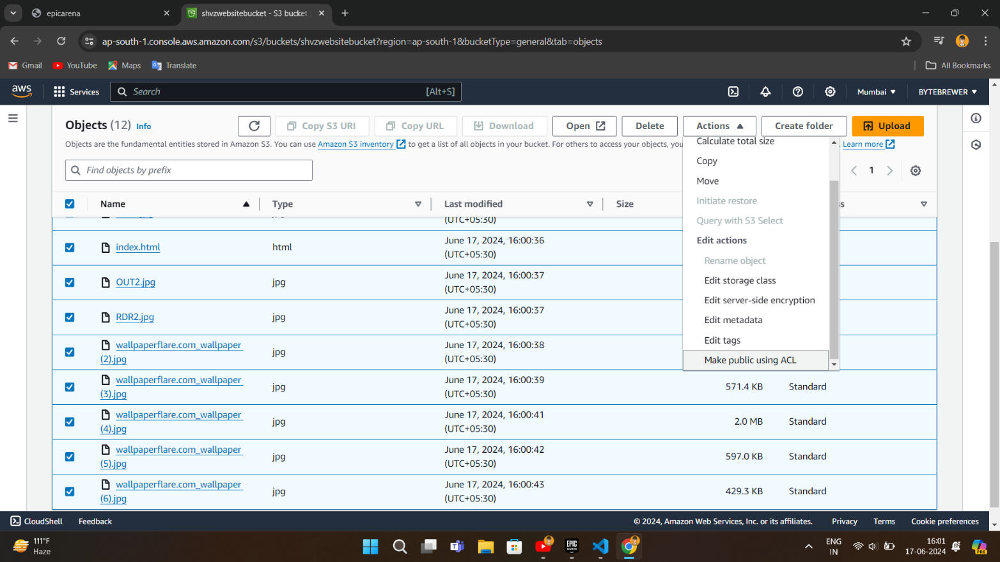 epicarena
shvzwebsitebucket - S3 bucket
ap-south-1.console.aws.amazon.com/s3/buckets/shvzwebsitebucket?region=ap-south-1&bucketType=general&tab=objects
Gmail
YouTube
Maps
Translate
All Bookmarks
aws
Services
Search
[Alt+S]
Mumbai
BYTEBREWER
Objects (12) Info
Copy S3 URI
Copy URL
Download
Open
Delete
Actions
Create folder
Upload
Objects are the fundamental entities stored in Amazon S3. You can use Amazon S3 inventory to get a list of all objects in your bucket. For others to access your objects, you
. Learn more
Find objects by prefix
1
Calculate total size
Copy
Move
Initiate restore
Query with S3 Select
Edit actions
Rename object
Edit storage class
Edit server-side encryption
Edit metadata
Edit tags
Make public using ACL
Name
Type
Last modified
Size
(UTC+05:30)
index.html
html
June 17, 2024, 16:00:36
(UTC+05:30)
OUT2.jpg
jpg
June 17, 2024, 16:00:37
(UTC+05:30)
RDR2.jpg
jpg
June 17, 2024, 16:00:37
(UTC+05:30)
wallpaperflare.com_wallpaper
(2).jpg
jpg
June 17, 2024, 16:00:38
(UTC+05:30)
wallpaperflare.com_wallpaper
(3).jpg
jpg
June 17, 2024, 16:00:39
(UTC+05:30)
571.4 KB
Standard
wallpaperflare.com_wallpaper
(4).jpg
jpg
June 17, 2024, 16:00:41
(UTC+05:30)
2.0 MB
Standard
wallpaperflare.com_wallpaper
(5).jpg
jpg
June 17, 2024, 16:00:42
(UTC+05:30)
597.0 KB
Standard
wallpaperflare.com_wallpaper
(6).jpg
jpg
June 17, 2024, 16:00:43
(UTC+05:30)
429.3 KB
Standard
CloudShell
Feedback
© 2024, Amazon Web Services, Inc. or its affiliates.
Privacy
Terms
Cookie preferences
111°F
Haze
EPIC
GAMES
ENG
IN
16:01
17-06-2024
PRE